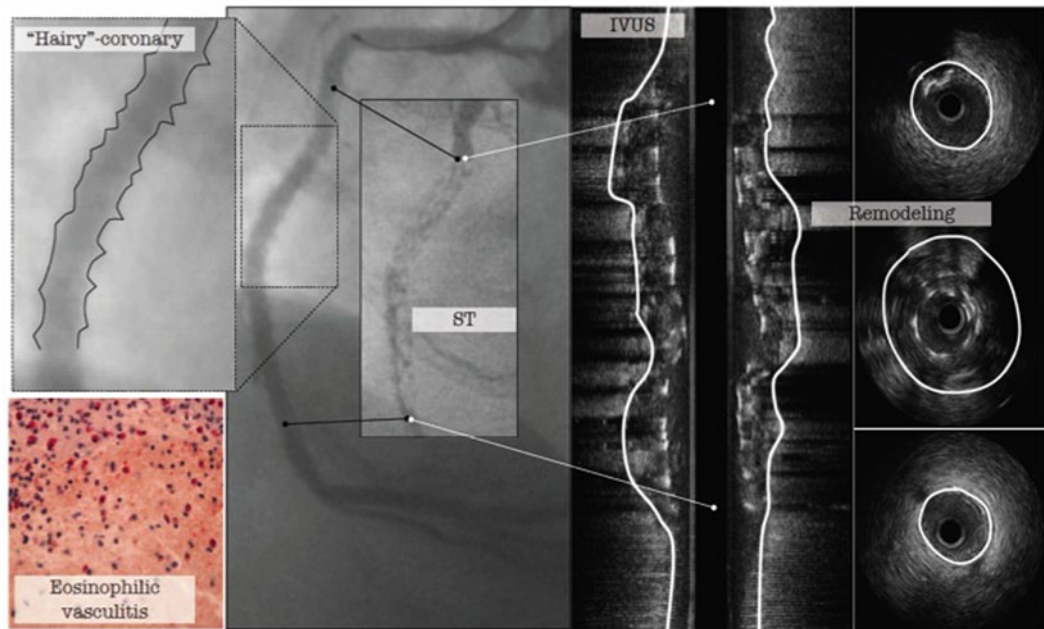 "Hairy"-coronary
IVUS
Remodeling
ST
Eosinophilic
vasculitis